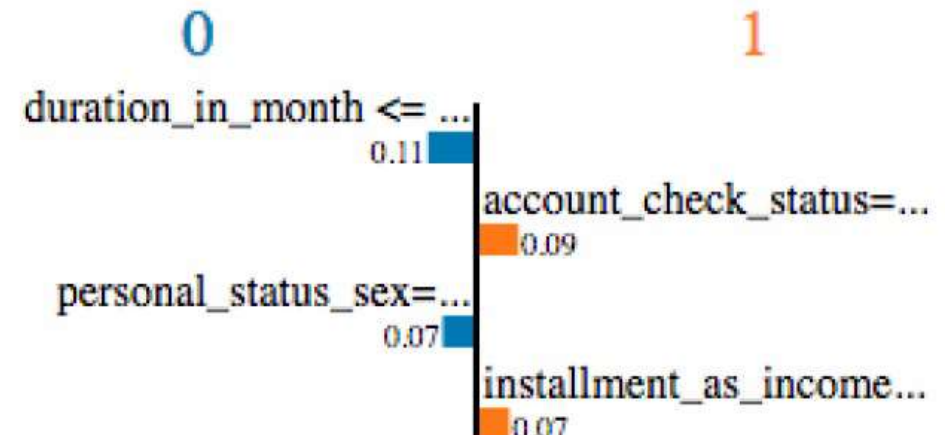 0 1
duration_in_month <= ...
0.11
account_check_status=...
0.09
personal_status_sex=...
0.07
installment_as_income...
0.07